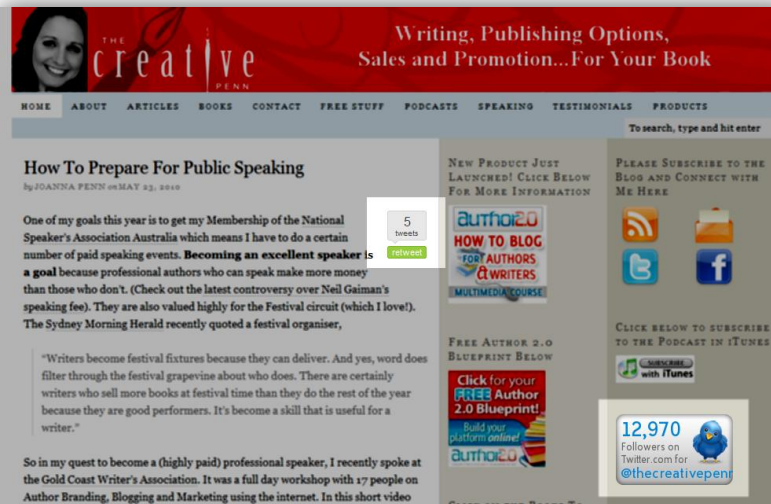 THE
creative
PENN
Writing, Publishing Options,
Sales and Promotion...For Your Book
HOME ABOUT ARTICLES BOOKS CONTACT FREE STUFF PODCASTS SPEAKING TESTIMONIALS PRODUCTS
To search, type and hit enter
How To Prepare For Public Speaking
by JOANNA PENN on MAY 23, 2010
One of my goals this year is to get my Membership of the National
Speaker's Association Australia which means I have to do a certain
number of paid speaking events. Becoming an excellent speaker is
a goal because professional authors who can speak make more money
than those who don't. (Check out the latest controversy over Neil Gaiman's
speaking fee). They are also valued highly for the Festival circuit (which I love!).
The Sydney Morning Herald recently quoted a festival organiser,
5
tweets
retweet
"Writers become festival fixtures because they can deliver. And yes, word does
filter through the festival grapevine about who does. There are certainly
writers who sell more books at festival time than they do the rest of the year
because they are good performers. It's become a skill that is useful for a
writer."
So in my quest to become a (highly paid) professional speaker, I recently spoke at
the Gold Coast Writer's Association. It was a full day workshop with 17 people on
Author Branding, Blogging and Marketing using the internet. In this short video
New Product Just
Launched! Click Below
For More Information
AUTHOR2.0
HOW TO BLOG
FOR AUTHORS
& WRITERS
MULTIMEDIA COURSE
Free Author 2.0
Blueprint Below
Click for your
FREE Author
2.0 Blueprint!
Build your
platform online!
AUTHOR2.0
Please Subscribe to the
Blog and Connect with
Me Here
Click below to subscribe
to the Podcast in iTunes
SUBSCRIBE
with iTunes
12,970
Followers on
Twitter.com for
@thecreativepenn